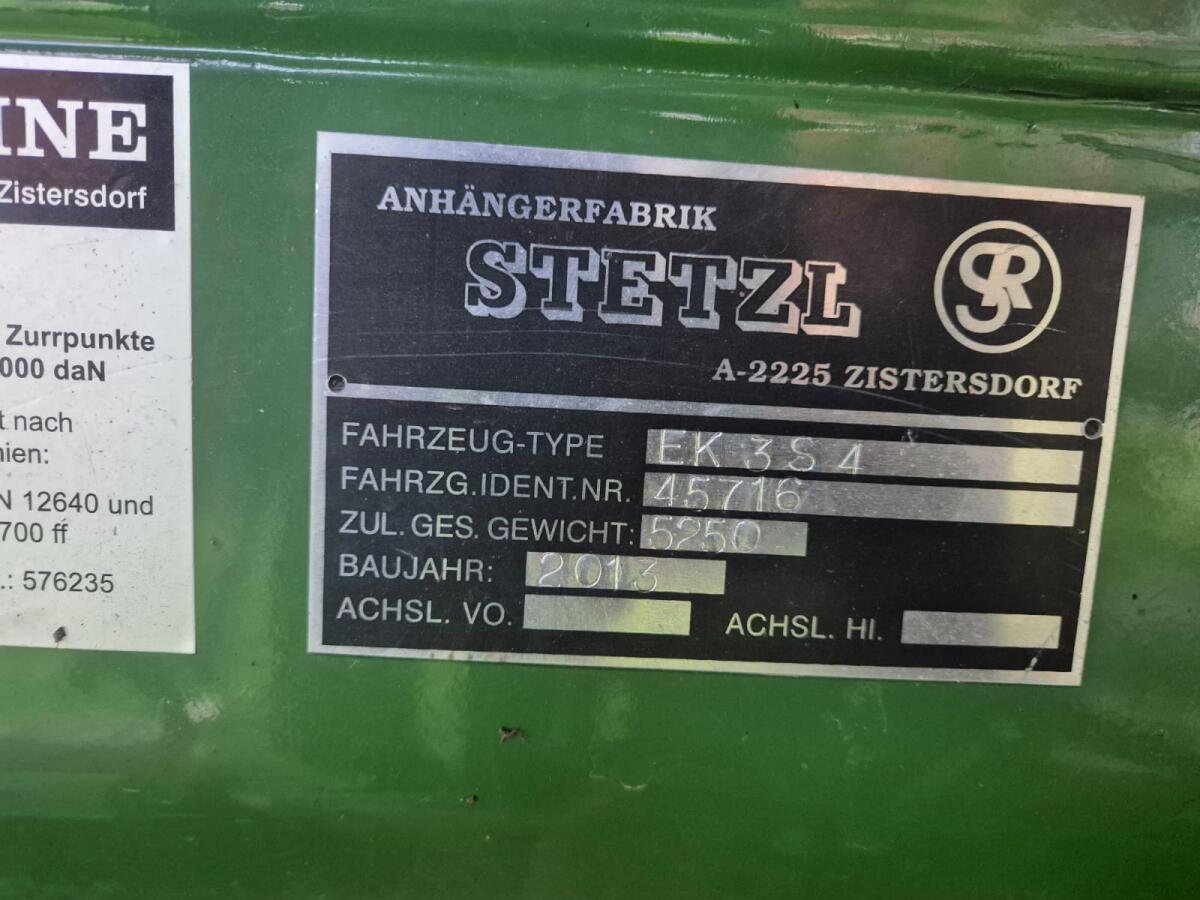 INE
Zistersdorf
Zurrpunkte
000 daN
t nach
nien:
N 12640 und
700 ff
.: 576235
ANHÄNGERFABRIK
STETZL
SR
A-2225 ZISTERSDORF
FAHRZEUG-TYPE EK 3 S 4
FAHRZG.IDENT.NR. 45716
ZUL. GES. GEWICHT: 5250
BAUJAHR: 2013
ACHSL. VO. ACHSL. HI.